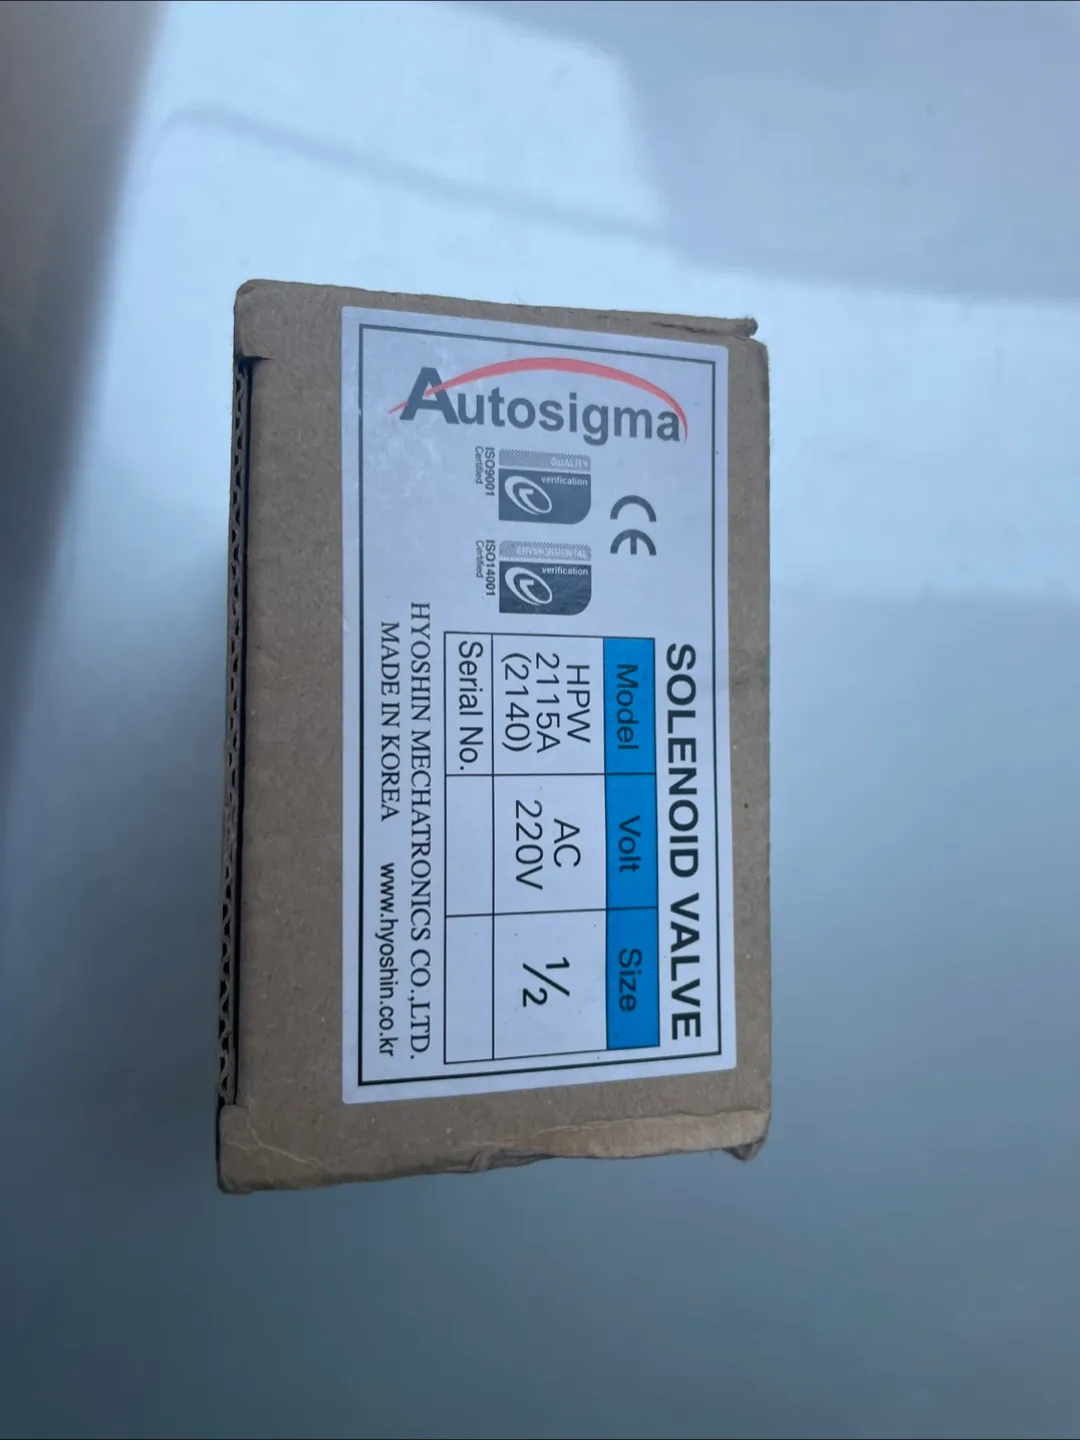 Autosigma
SOLENOID VALVE
CE
QUALITY
verification
ISO9001
Certified
ENVIRONMENTAL
verification
ISO14001
Certified
Model Volt Size
HPW
2115A
(2140)
AC
220V
½
Serial No.
HYOSHIN MECHATRONICS CO.,LTD.
MADE IN KOREA www.hyoshin.co.kr